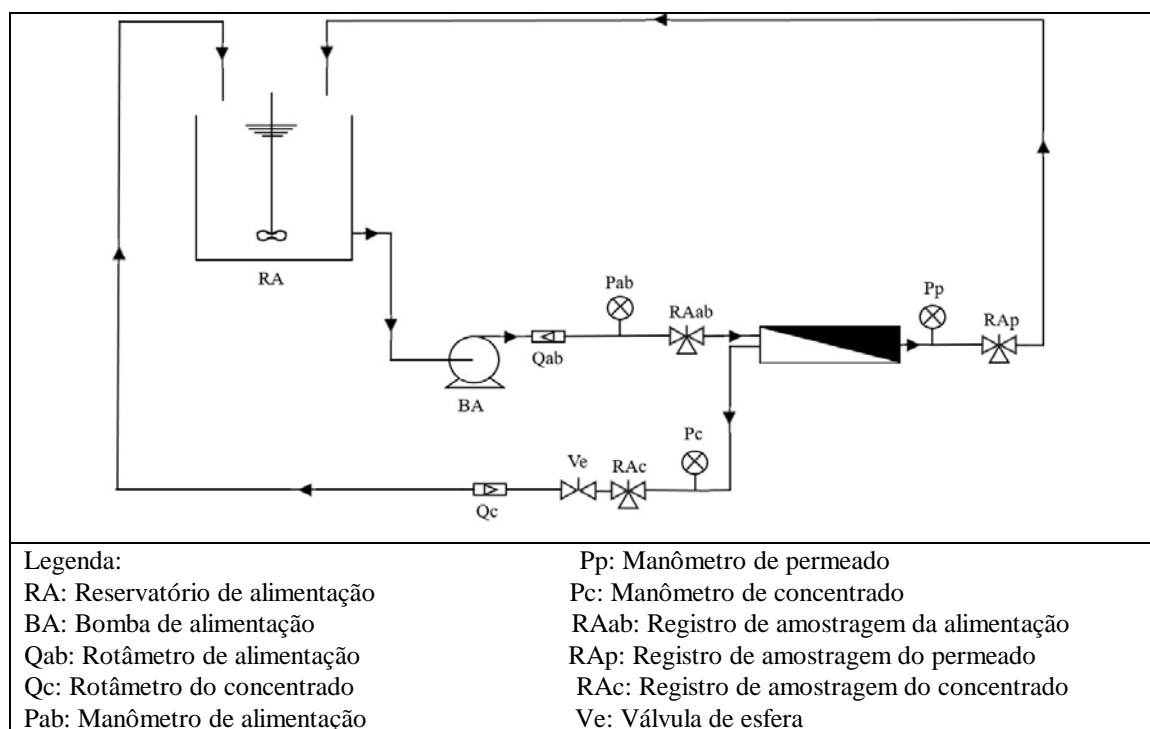 RA
Pab
RAab
Pp
RAp
Qab
BA
Pc
Ve
RAc
Qc
Legenda:
RA: Reservatório de alimentação
BA: Bomba de alimentação
Qab: Rotâmetro de alimentação
Qc: Rotâmetro do concentrado
Pab: Manômetro de alimentação
Pp: Manômetro de permeado
Pc: Manômetro de concentrado
RAab: Registro de amostragem da alimentação
RAp: Registro de amostragem do permeado
RAc: Registro de amostragem do concentrado
Ve: Válvula de esfera